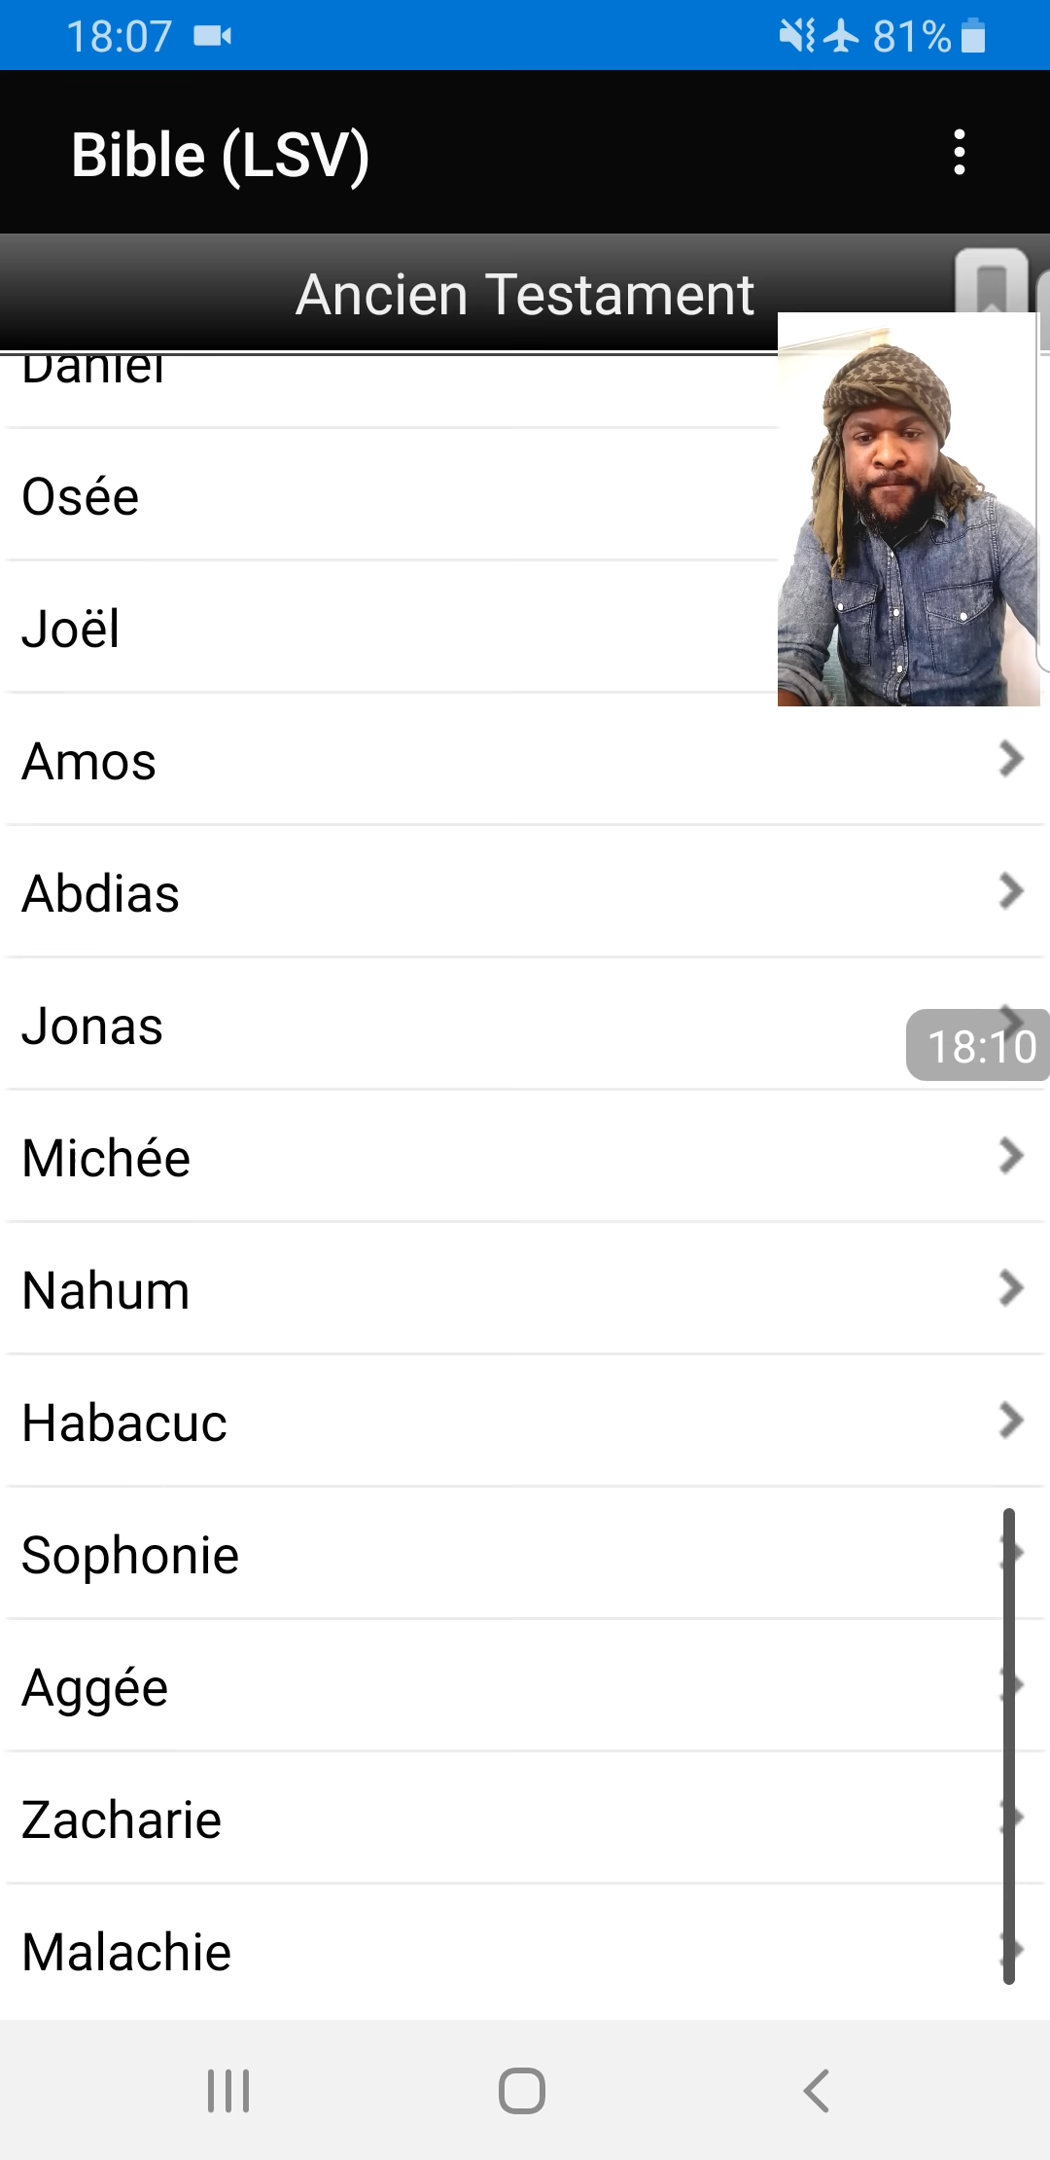 18:07 81%
Bible (LSV)
Ancien Testament
Daniel
Osée
Joël
Amos
Abdias
Jonas
18:10
Michée
Nahum
Habacuc
Sophonie
Aggée
Zacharie
Malachie